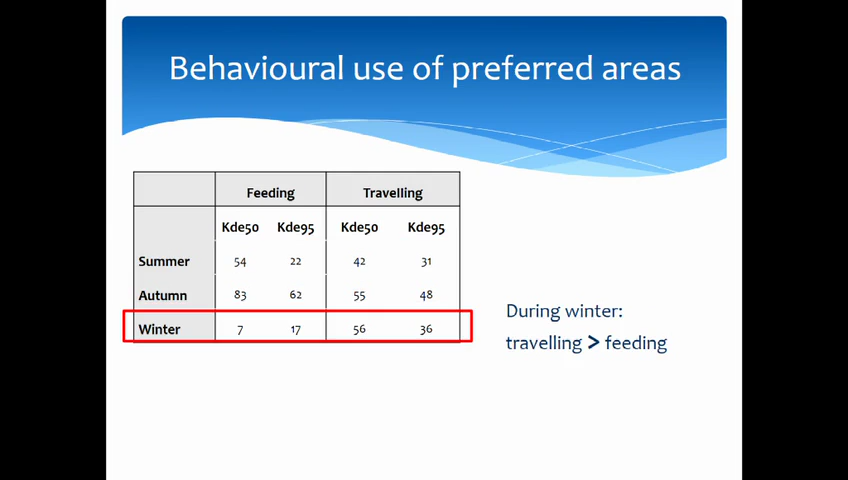 Behavioural use of preferred areas
Feeding Travelling
Kde50 Kde95 Kde50 Kde95
Summer 54 22 42 31
Autumn 83 62 55 48
Winter 7 17 56 36
During winter:
travelling > feeding